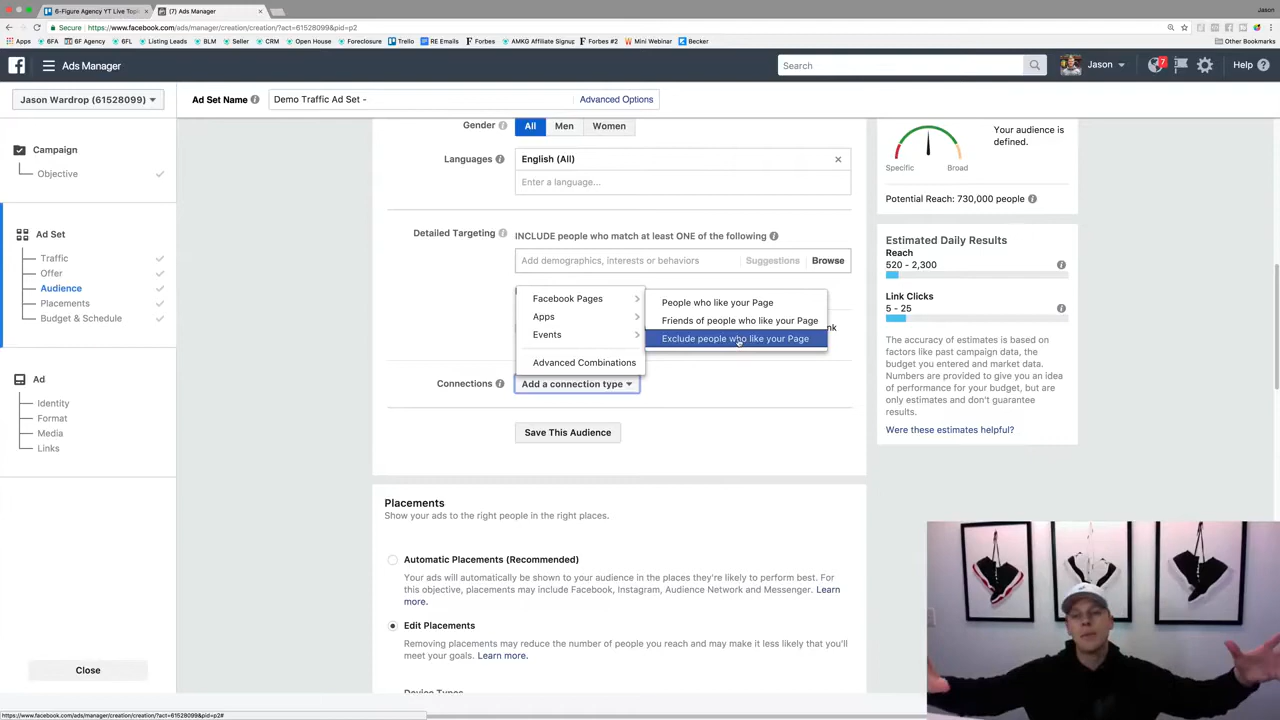 6-Figure Agency YT Live Topi
(7) Ads Manager
Jason
Secure
https://www.facebook.com/ads/manager/creation/creation/?act=61528099&pid=p2
Apps
6FA
6F Agency
6FL
Listing Leads
BLM
Seller
CRM
Open House
Foreclosure
Trello
RE Emails
Forbes
AMKG Affiliate Signup
Forbes #2
Mini Webinar
Becker
Other Bookmarks
Ads Manager
Search
Jason
7
Help
Jason Wardrop (61528099)
Ad Set Name
Demo Traffic Ad Set -
Advanced Options
Campaign
Objective
Ad Set
Traffic
Offer
Audience
Placements
Budget & Schedule
Ad
Identity
Format
Media
Links
Close
Gender
All
Men
Women
Languages
English (All)
Enter a language...
Detailed Targeting
INCLUDE people who match at least ONE of the following
Add demographics, interests or behaviors
Suggestions
Browse
Facebook Pages
Apps
Events
Advanced Combinations
People who like your Page
Friends of people who like your Page
Exclude people who like your Page
Connections
Add a connection type
Save This Audience
Placements
Show your ads to the right people in the right places.
Automatic Placements (Recommended)
Your ads will automatically be shown to your audience in the places they're likely to perform best. For
this objective, placements may include Facebook, Instagram, Audience Network and Messenger. Learn
more.
Edit Placements
Removing placements may reduce the number of people you reach and may make it less likely that you'll
meet your goals. Learn more.
Device Types
Your audience is
defined.
Specific
Broad
Potential Reach: 730,000 people
Estimated Daily Results
Reach
520 - 2,300
Link Clicks
5 - 25
The accuracy of estimates is based on
factors like past campaign data, the
budget you entered and market data.
Numbers are provided to give you an idea
of performance for your budget, but are
only estimates and don't guarantee
results.
Were these estimates helpful?
https://www.facebook.com/ads/manager/creation/creation/?act=61528099&pid=p2#